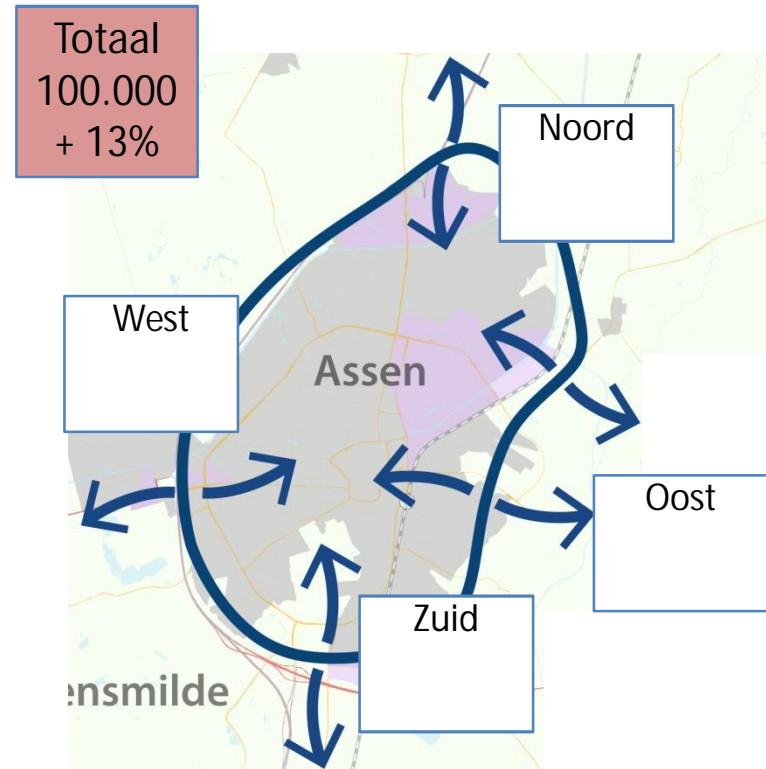 Totaal
100.000
+ 13%
Noord
West
Assen
Oost
Zuid
ensmilde